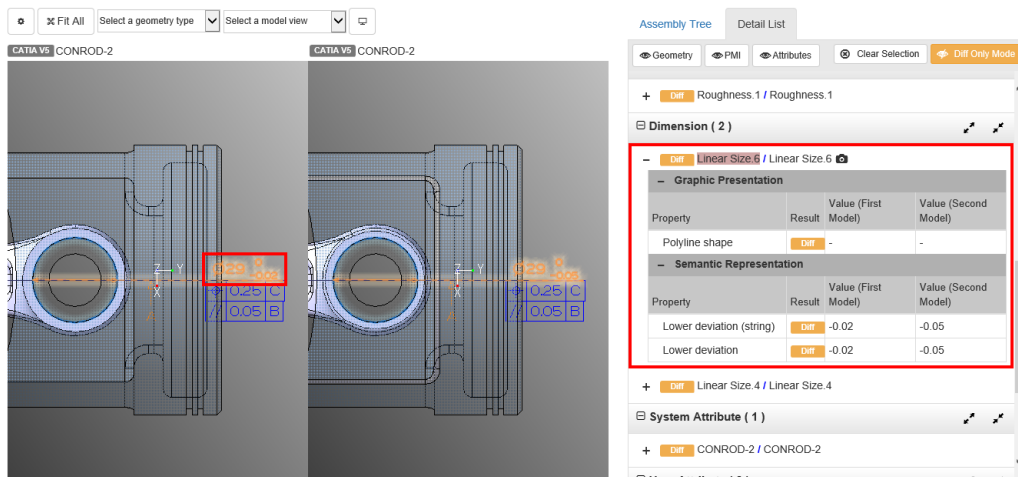 Fit All
Select a geometry type
Select a model view
CATIA V5 CONROD-2
CATIA V5 CONROD-2
Z
Y
X
A
0.25 C
// 0.05 B
Z
Y
X
0.25 C
// 0.05 B
Assembly Tree
Detail List
Geometry
PMI
Attributes
Clear Selection
Diff Only Mode
+ Diff Roughness.1 / Roughness.1
Dimension ( 2 )
– Diff Linear Size.6 / Linear Size.6
– Graphic Presentation
Property Result Value (First Model) Value (Second Model)
Polyline shape Diff - -
– Semantic Representation
Property Result Value (First Model) Value (Second Model)
Lower deviation (string) Diff -0.02 -0.05
Lower deviation Diff -0.02 -0.05
+ Diff Linear Size.4 / Linear Size.4
System Attribute ( 1 )
+ Diff CONROD-2 / CONROD-2